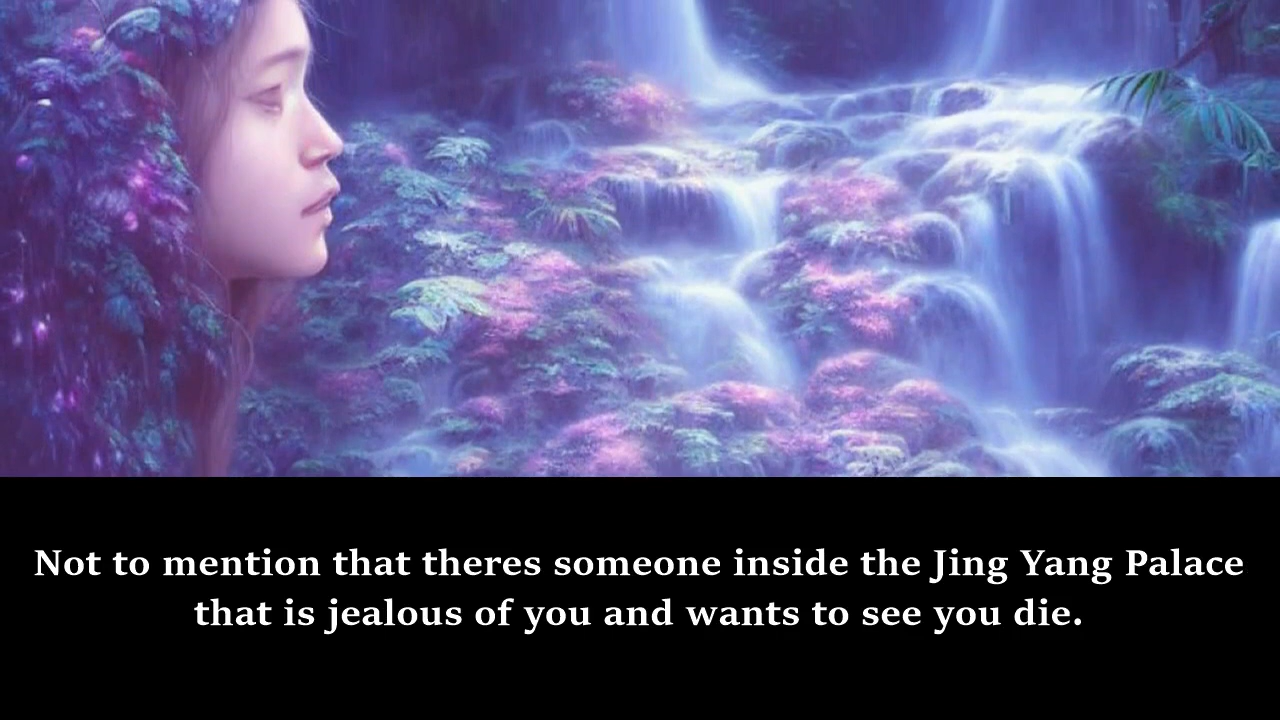 Not to mention that theres someone inside the Jing Yang Palace
that is jealous of you and wants to see you die.